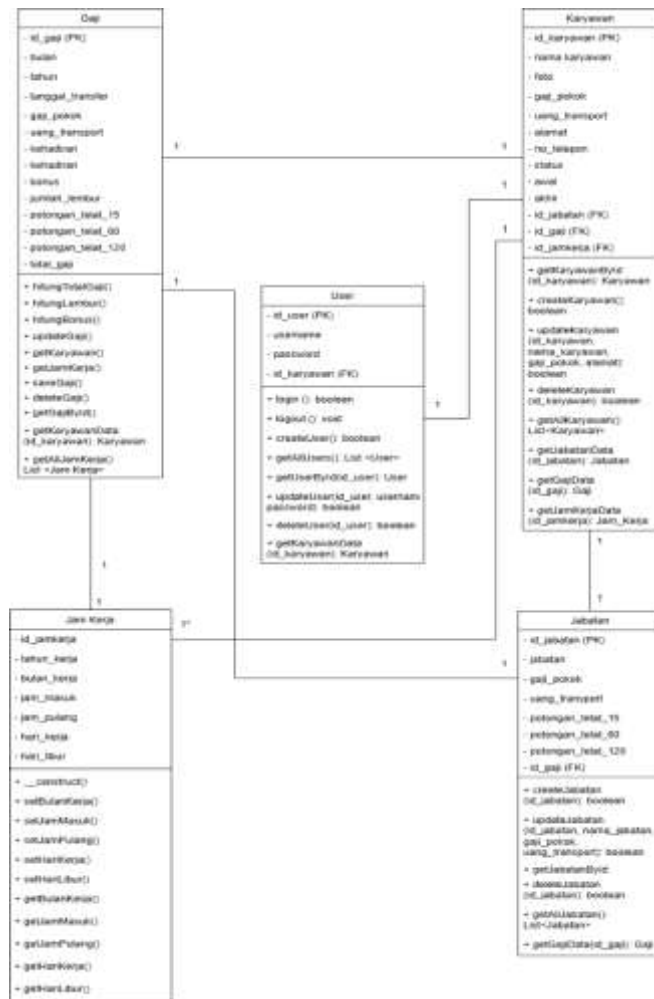 Gaji
- id_gaji (PK)
- bulan
- tahun
- tanggal_transfer
- gaji_pokok
- uang_transport
- kehadiran
- kehadiran
- bonus
- jumlah_lembur
- potongan_telat_15
- potongan_telat_60
- potongan_telat_120
- total_gaji
+ hitungTotalGaji()
+ hitungLembur()
+ hitungBonus()
+ updateGaji()
+ getKaryawan()
+ getJamKerja()
+ saveGaji()
+ deleteGaji()
+ getGajiById()
+ getKaryawanData
(id_karyawan): Karyawan
+ getAllJamKerja()
List <Jam Kerja>
Karyawan
- id_karyawan (PK)
- nama karyawan
- foto
- gaji_pokok
- uang_transport
- alamat
- no_telepon
- status
- awal
- akhir
- id_jabatan (FK)
- id_gaji (FK)
- id_jamkerja (FK)
+ getKaryawanById
(id_karyawan): Karyawan
+ createKaryawan()
boolean
+ updateKaryawan
(id_karyawan,
nama_karyawan,
gaji_pokok, alamat)
boolean
+ deleteKaryawan
(id_karyawan): boolean
+ getAllKaryawan()
List<Karyawan>
+ getJabatanData
(id_jabatan): Jabatan
+ getGajiData
(id_gaji): Gaji
+ getJamKerjaData
(id_jamkerja): Jam_Kerja
User
- id_user (PK)
- username
- password
- id_karyawan (FK)
+ login (): boolean
+ logout (): void
+ createUser(): boolean
+ getAllUsers(): List <User>
+ getUserById(id_user): User
+ updateUser(id_user, username
password): boolean
+ deleteUser(id_user): boolean
+ getKaryawanData
(id_karyawan): Karyawan
1
1
1
1
1
1
1
1
1
1
1
1*
Jam Kerja
- id_jamkerja
- tahun_kerja
- bulan_kerja
- jam_masuk
- jam_pulang
- hari_kerja
- hari_libur
+ __construct()
+ setBulanKerja()
+ setJamMasuk()
+ setJamPulang()
+ setHariKerja()
+ setHariLibur()
+ getBulanKerja()
+ getJamMasuk()
+ getJamPulang()
+ getHariKerja()
+ getHariLibur()
Jabatan
- id_jabatan (PK)
- jabatan
- gaji_pokok
- uang_transport
- potongan_telat_15
- potongan_telat_60
- potongan_telat_120
- id_gaji (FK)
+ createJabatan
(id_jabatan): boolean
+ updateJabatan
(id_jabatan, nama_jabatan,
gaji_pokok,
uang_transport): boolean
+ getJabatanById
+ deleteJabatan
(id_jabatan): boolean
+ getAllJabatan()
List<Jabatan>
+ getGajiData(id_gaji): Gaji